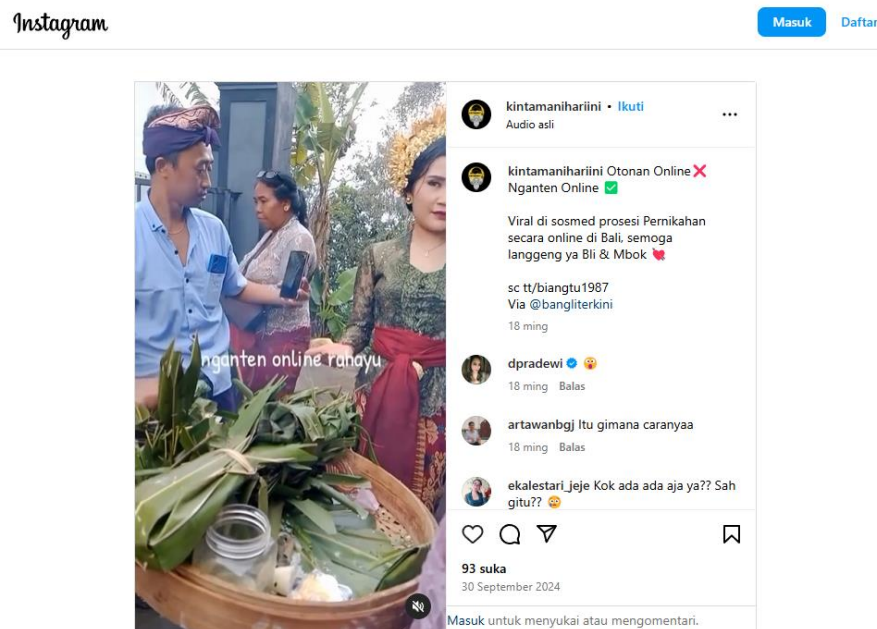 Instagram
Masuk
Daftar
kintamanihariini • Ikuti
Audio asli
kintamanihariini Otonan Online❌
Nganten Online ✅
Viral di sosmed prosesi Pernikahan
secara online di Bali, semoga
langgeng ya Bli & Mbok 💘
sc tt/biangtu1987
Via @bangliterkini
18 ming
nganten online rahayu
dpradewi 😲
18 ming Balas
artawanbgj Itu gimana caranyaa
18 ming Balas
ekalestari_jeje Kok ada ada aja ya?? Sah
gitu?? 😳
93 suka
30 September 2024
Masuk untuk menyukai atau mengomentari.